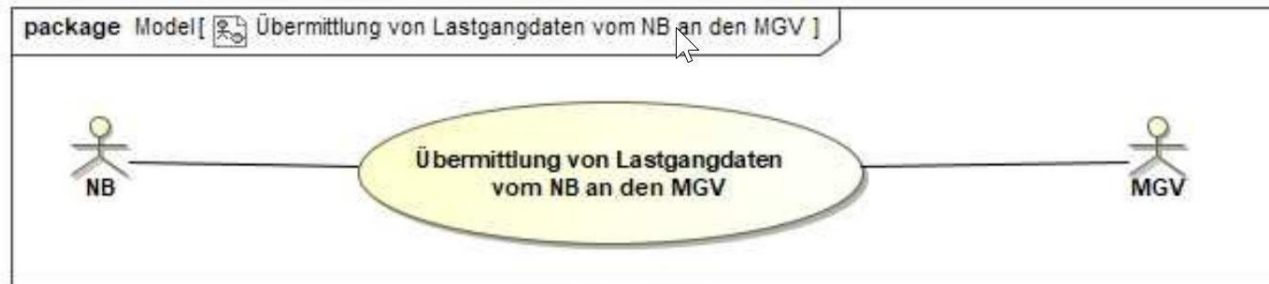 package Model[ Übermittlung von Lastgangdaten vom NB an den MGV ]
Übermittlung von Lastgangdaten
vom NB an den MGV
NB
MGV